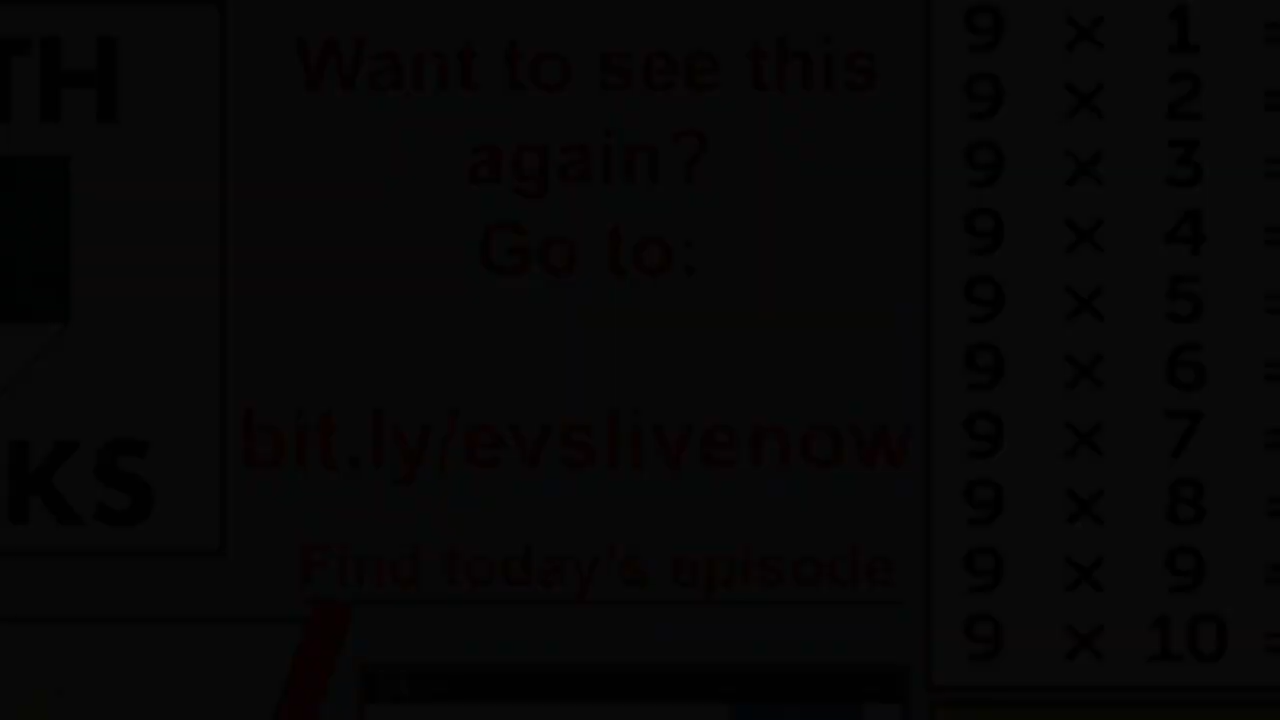 TH
KS
Want to see this
again?
Go to:
bit.ly/evslivenow
Find today's episode
9 x 1 =
9 x 2 =
9 x 3 =
9 x 4 =
9 x 5 =
9 x 6 =
9 x 7 =
9 x 8 =
9 x 9 =
9 x 10 =